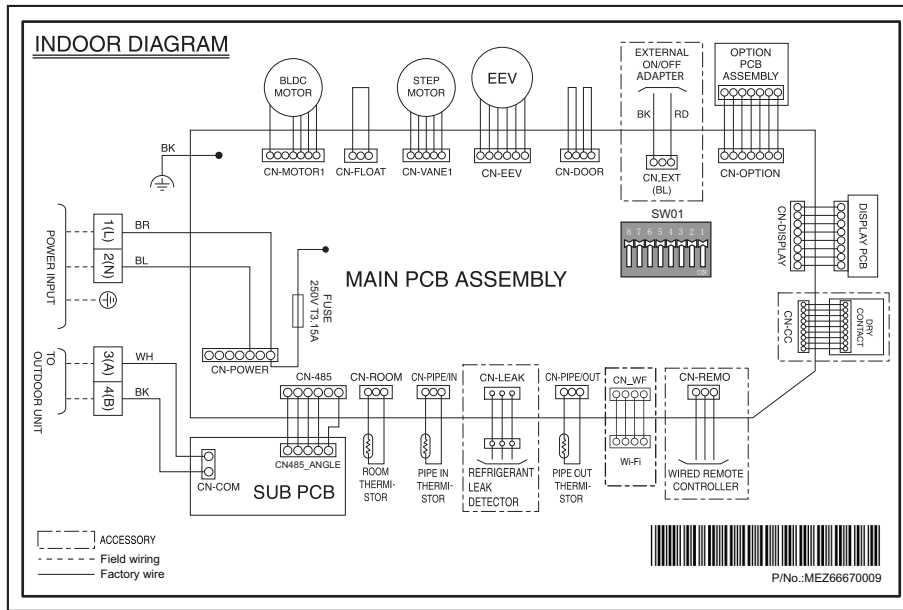 INDOOR DIAGRAM
BLDC
MOTOR
STEP
MOTOR
EEV
EXTERNAL
ON/OFF
ADAPTER
OPTION
PCB
ASSEMBLY
BK
RD
BK
CN-MOTOR1
CN-FLOAT
CN-VANE1
CN-EEV
CN-DOOR
CN_EXT
(BL)
CN-OPTION
SW01
8 7 6 5 4 3 2 1
ON
CN-DISPLAY
DISPLAY PCB
CN-CC
DRY
CONTACT
POWER INPUT
1(L)
BR
2(N)
BL
MAIN PCB ASSEMBLY
FUSE
250V T3.15A
TO
OUTDOOR UNIT
3(A)
WH
4(B)
BK
CN-POWER
CN-485
CN-ROOM
CN-PIPE/IN
CN-LEAK
CN-PIPE/OUT
CN_WF
CN-REMO
CN-COM
CN485_ANGLE
SUB PCB
ROOM
THERMI-
STOR
PIPE IN
THERMI-
STOR
REFRIGERANT
LEAK
DETECTOR
PIPE OUT
THERMI-
STOR
Wi-Fi
WIRED REMOTE
CONTROLLER
ACCESSORY
Field wiring
Factory wire
P/No.:MEZ66670009